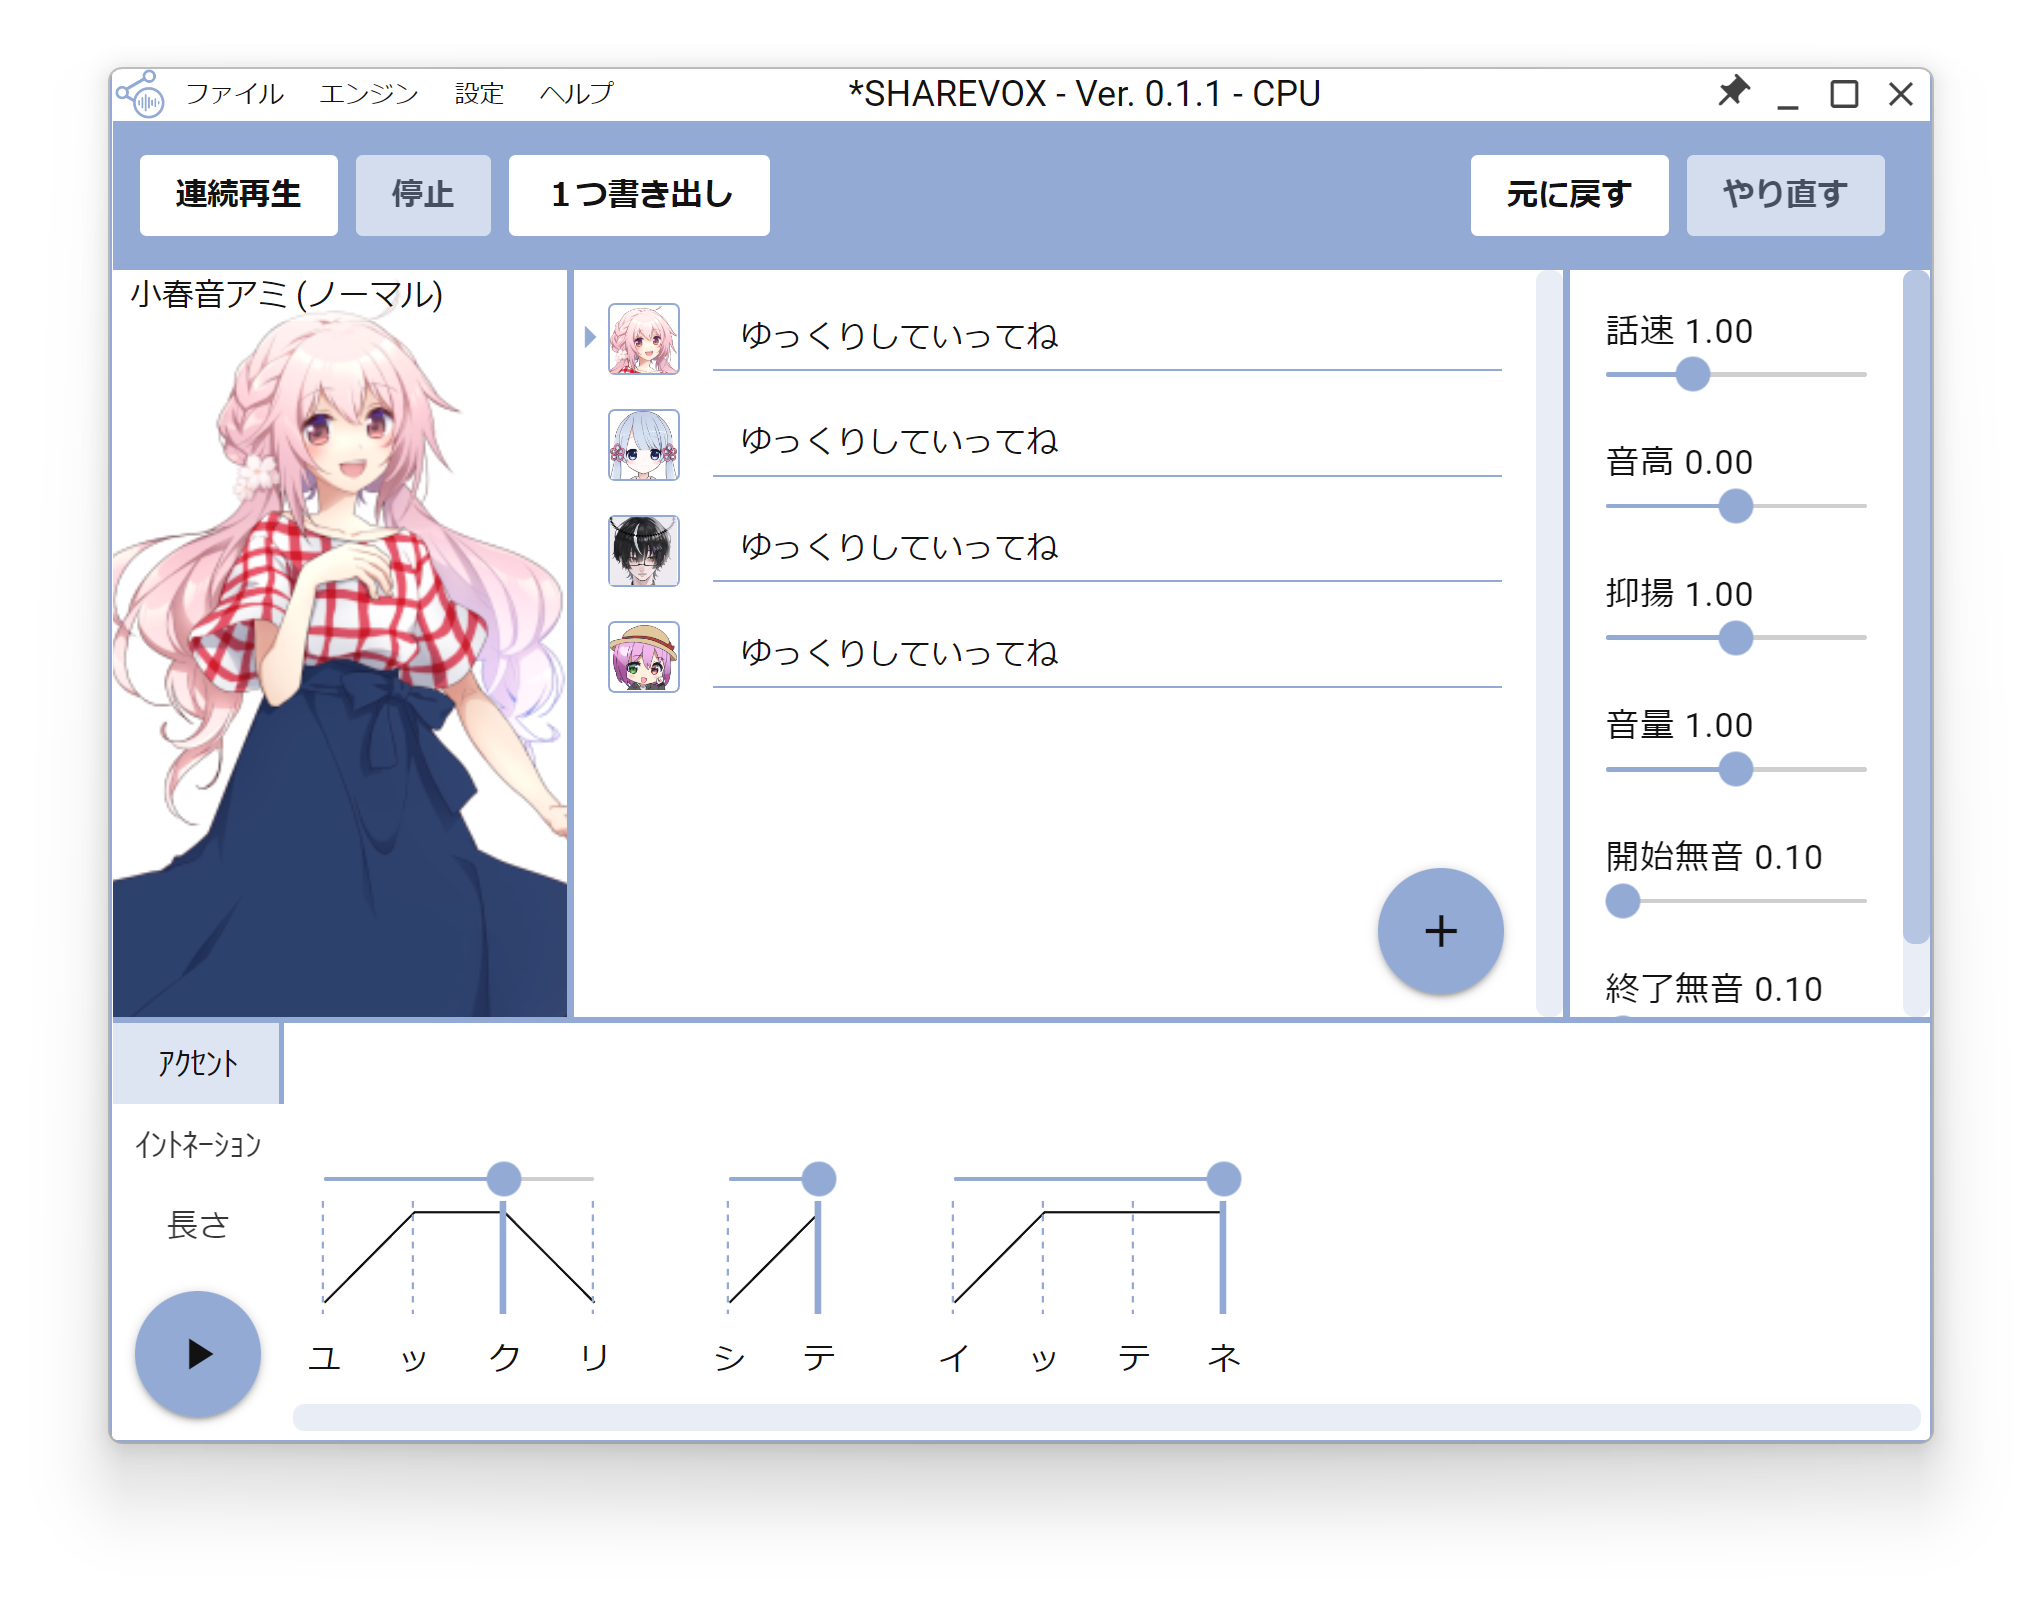 ファイル エンジン 設定 ヘルプ *SHAREVOX - Ver. 0.1.1 - CPU
連続再生 停止 1つ書き出し 元に戻す やり直す
小春音アミ (ノーマル)
ゆっくりしていってね
ゆっくりしていってね
ゆっくりしていってね
ゆっくりしていってね
話速 1.00
音高 0.00
抑揚 1.00
音量 1.00
開始無音 0.10
終了無音 0.10
ｱｸｾﾝﾄ
ｲﾝﾄﾈｰｼｮﾝ
長さ
ユ ッ ク リ シ テ イ ッ テ ネ